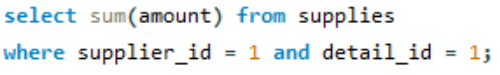 select sum(amount) from supplies
where supplier_id = 1 and detail_id = 1;